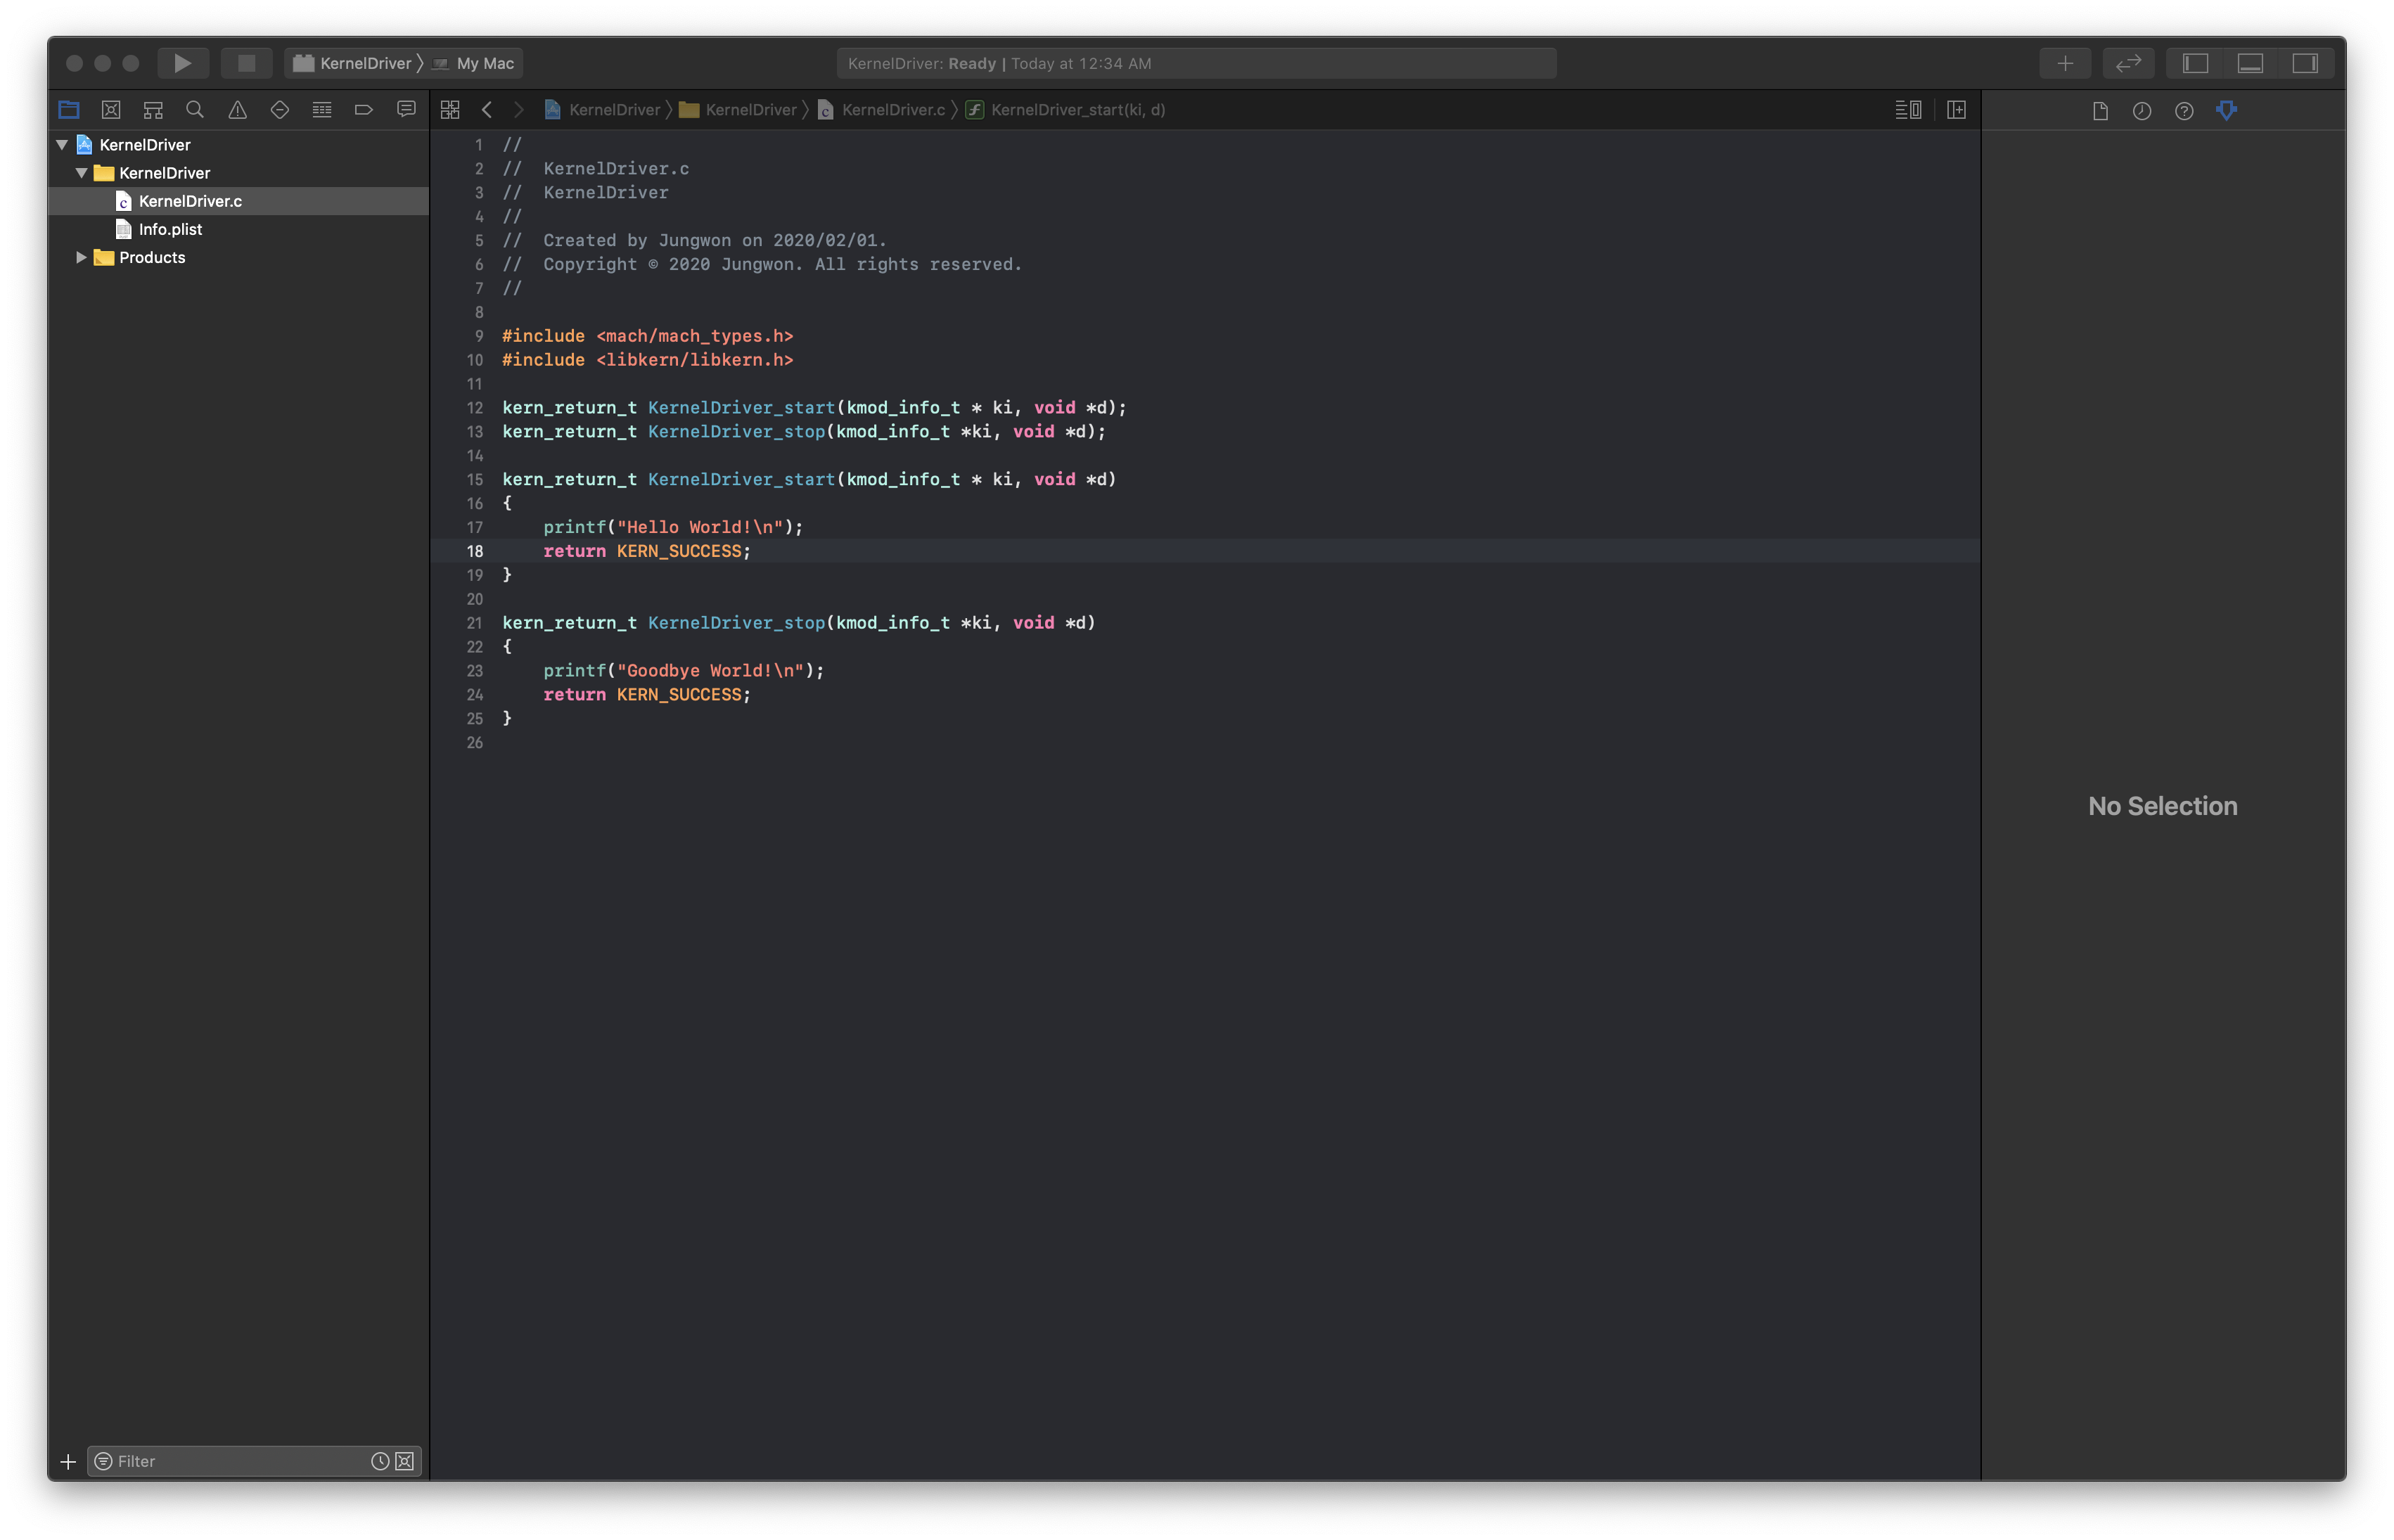 KernelDriver 〉 My Mac
KernelDriver: Ready | Today at 12:34 AM
KernelDriver 〉 KernelDriver 〉 KernelDriver.c 〉 KernelDriver_start(ki, d)
KernelDriver
KernelDriver
KernelDriver.c
Info.plist
Products
1 //
2 //  KernelDriver.c
3 //  KernelDriver
4 //
5 //  Created by Jungwon on 2020/02/01.
6 //  Copyright © 2020 Jungwon. All rights reserved.
7 //
8
9 #include <mach/mach_types.h>
10 #include <libkern/libkern.h>
11
12 kern_return_t KernelDriver_start(kmod_info_t * ki, void *d);
13 kern_return_t KernelDriver_stop(kmod_info_t *ki, void *d);
14
15 kern_return_t KernelDriver_start(kmod_info_t * ki, void *d)
16 {
17     printf("Hello World!\n");
18     return KERN_SUCCESS;
19 }
20
21 kern_return_t KernelDriver_stop(kmod_info_t *ki, void *d)
22 {
23     printf("Goodbye World!\n");
24     return KERN_SUCCESS;
25 }
26
No Selection
Filter